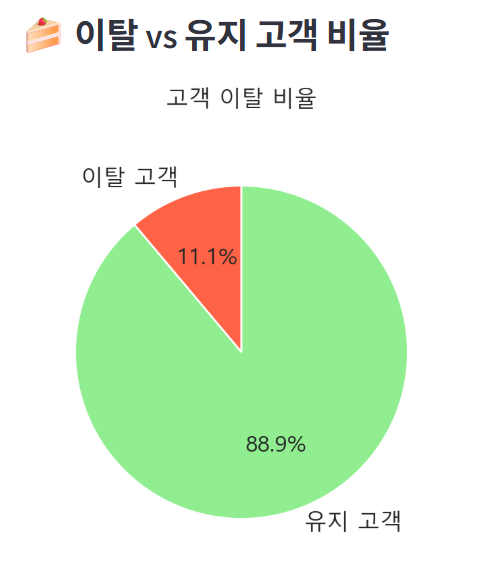 이탈 vs 유지 고객 비율
고객 이탈 비율
이탈 고객
11.1%
88.9%
유지 고객